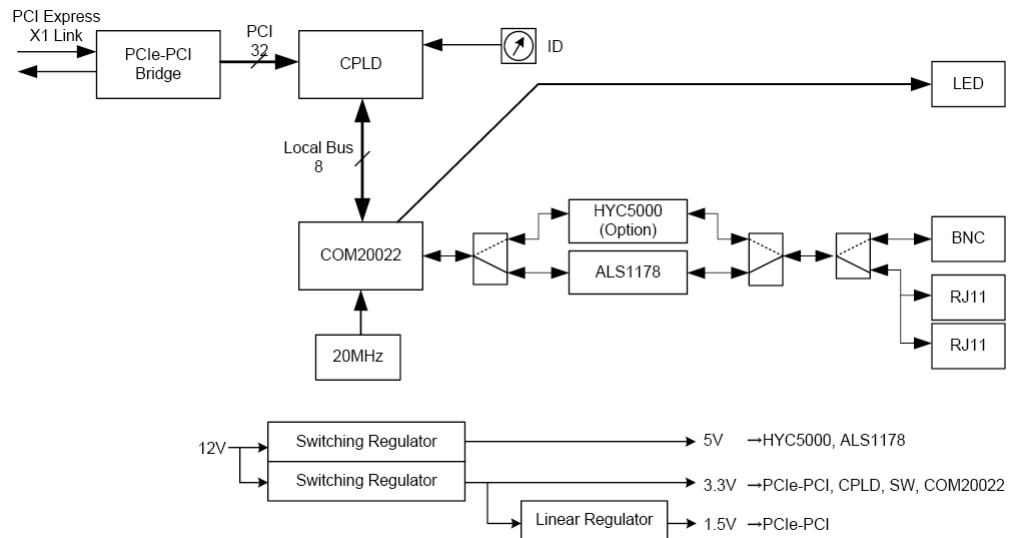 PCI Express
X1 Link
PCIe-PCI
Bridge
PCI
32
CPLD
ID
LED
Local Bus
8
COM20022
HYC5000
(Option)
ALS1178
BNC
RJ11
RJ11
20MHz
12V
Switching Regulator
5V →HYC5000, ALS1178
Switching Regulator
3.3V →PCIe-PCI, CPLD, SW, COM20022
Linear Regulator
1.5V →PCIe-PCI